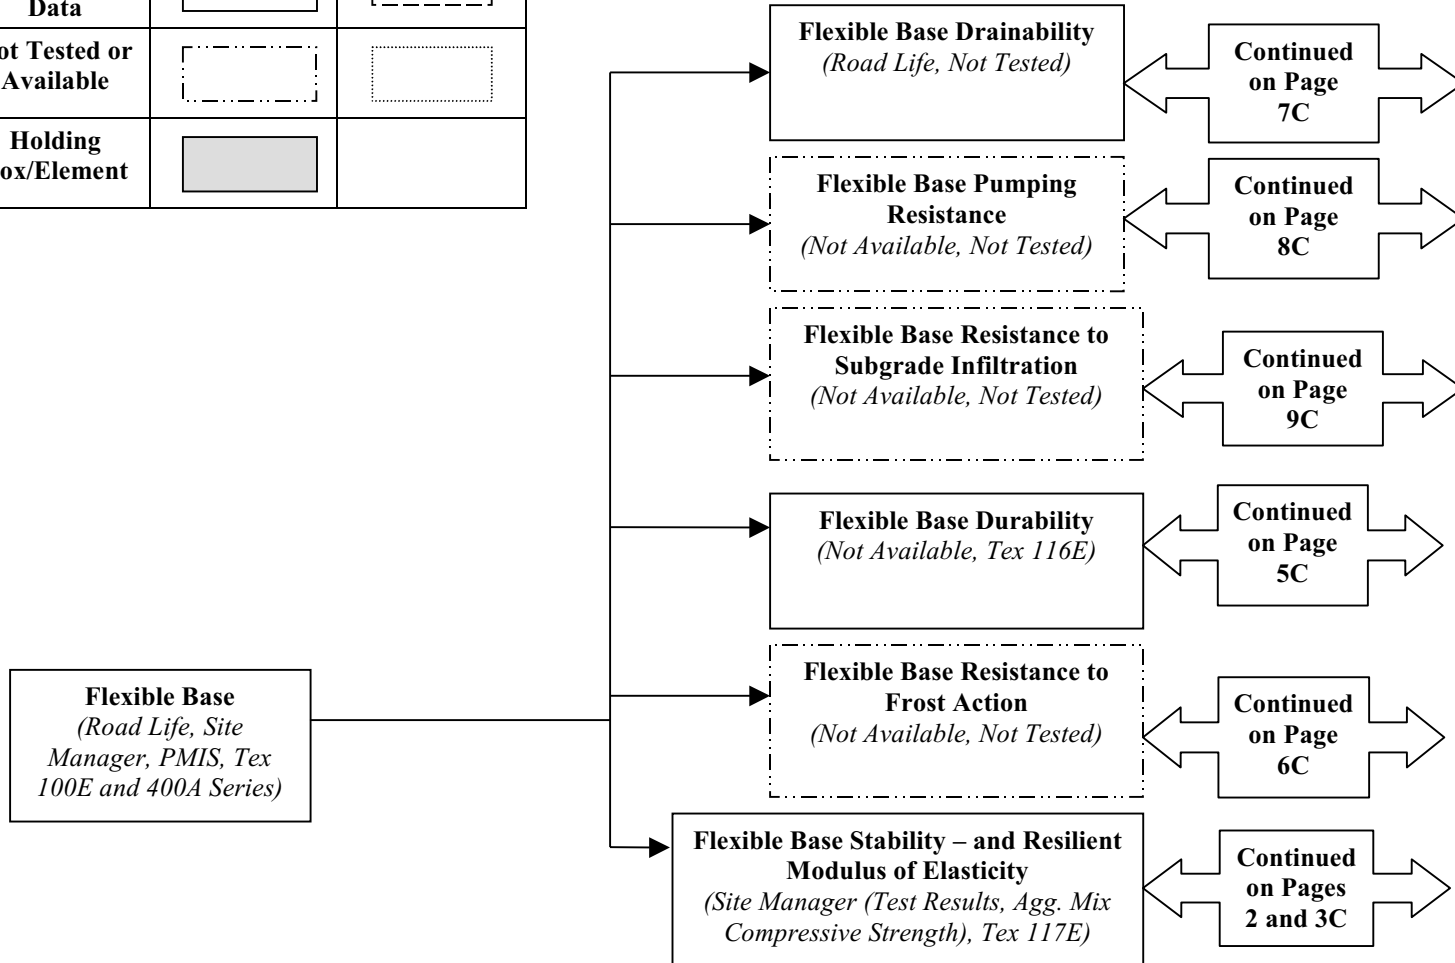 Data
ot Tested or
Available
Holding
ox/Element
Flexible Base Drainability
(Road Life, Not Tested)
Continued
on Page
7C
Flexible Base Pumping
Resistance
(Not Available, Not Tested)
Continued
on Page
8C
Flexible Base Resistance to
Subgrade Infiltration
(Not Available, Not Tested)
Continued
on Page
9C
Flexible Base Durability
(Not Available, Tex 116E)
Continued
on Page
5C
Flexible Base
(Road Life, Site
Manager, PMIS, Tex
100E and 400A Series)
Flexible Base Resistance to
Frost Action
(Not Available, Not Tested)
Continued
on Page
6C
Flexible Base Stability – and Resilient
Modulus of Elasticity
(Site Manager (Test Results, Agg. Mix
Compressive Strength), Tex 117E)
Continued
on Pages
2 and 3C